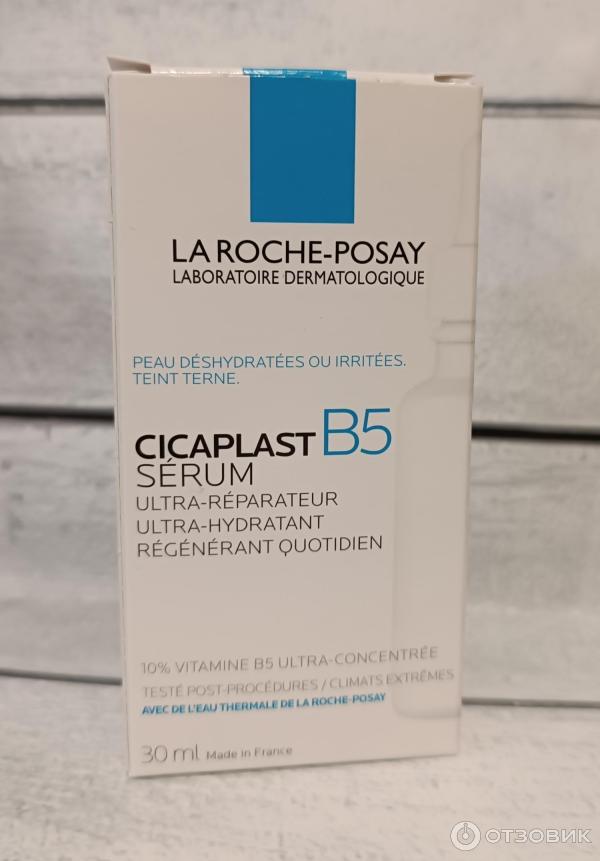 LA ROCHE-POSAY
LABORATOIRE DERMATOLOGIQUE
PEAU DÉSHYDRATÉES OU IRRITÉES.
TEINT TERNE.
CICAPLAST B5
SÉRUM
ULTRA-RÉPARATEUR
ULTRA-HYDRATANT
RÉGÉNÉRANT QUOTIDIEN
10% VITAMINE B5 ULTRA-CONCENTRÉE
TESTÉ POST-PROCÉDURES / CLIMATS EXTRÊMES
AVEC DE L'EAU THERMALE DE LA ROCHE-POSAY
30 ml Made in France
ОТЗОВИК